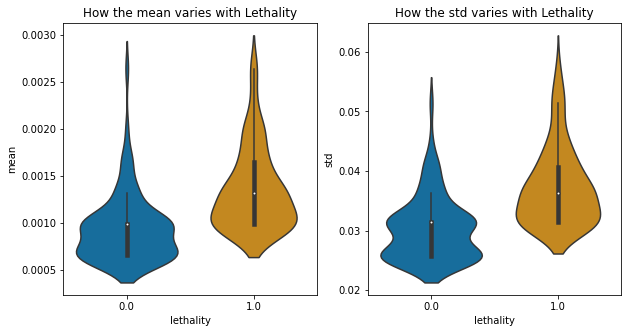 How the mean varies with Lethality
0.0030
0.0025
0.0020
0.0015
0.0010
0.0005
mean
0.0
1.0
lethality
How the std varies with Lethality
0.06
0.05
0.04
0.03
0.02
std
0.0
1.0
lethality